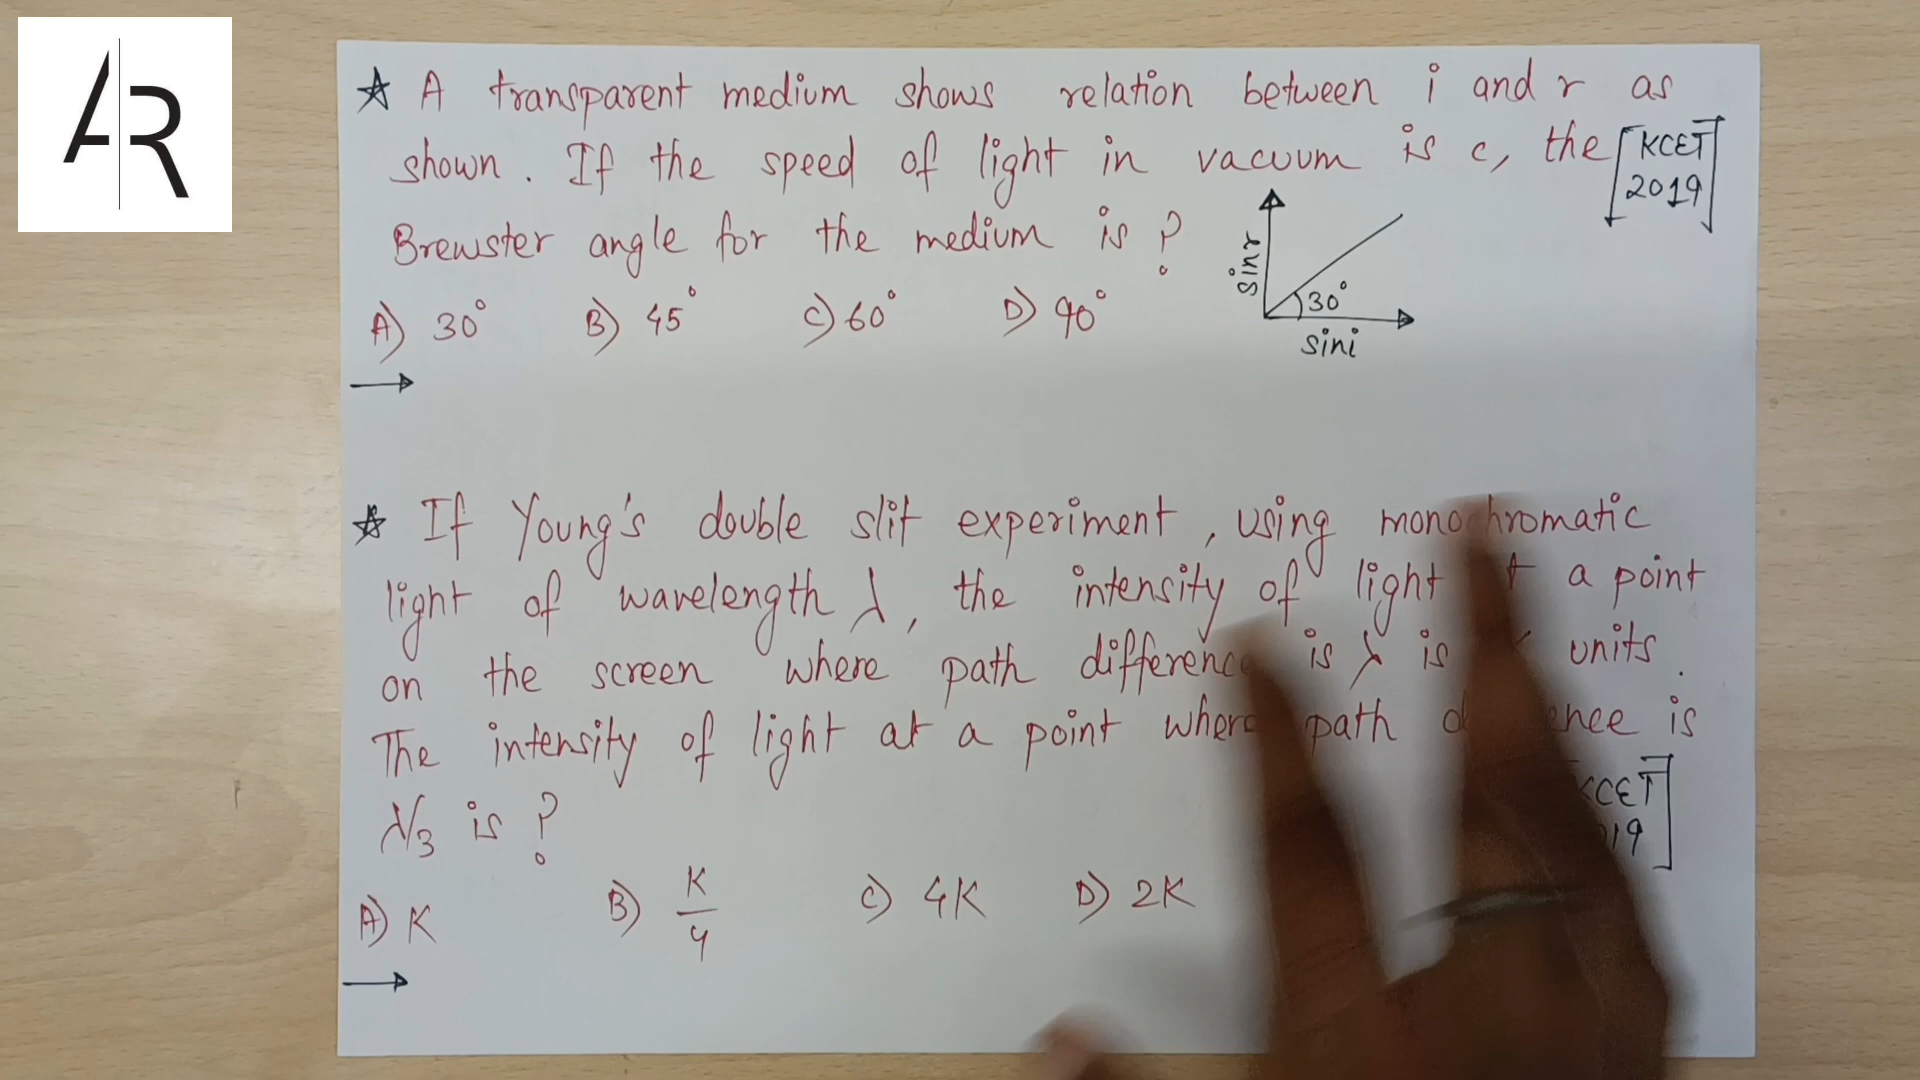 AR
☆ A transparent medium shows relation between i and r as
shown. If the speed of light in vacuum is c, the [KCET
2019]
Brewster angle for the medium is ?
sinr
30°
sini
A) 30° B) 45° C) 60° D) 90°
→
☆ If Young's double slit experiment, using monochromatic
light of wavelength λ, the intensity of light a point
on the screen where path difference is λ is units.
The intensity of light at a point where path is
λ/3 is ?
A) K B) K/4 C) 4K D) 2K
→